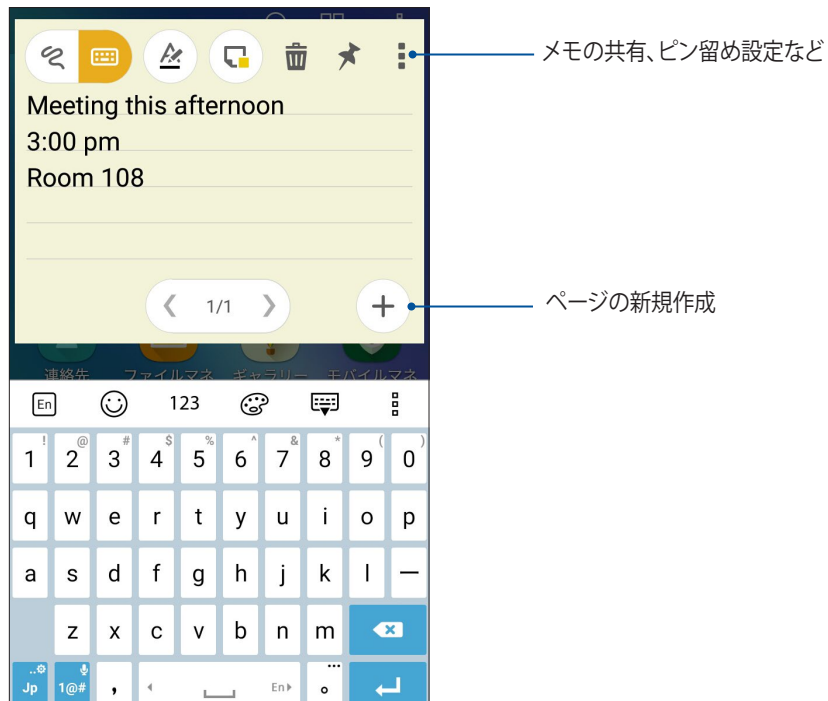 メモの共有、ピン留め設定など
Meeting this afternoon
3:00 pm
Room 108
1/1
ページの新規作成
連絡先 ファイルマネ ギャラリー モバイルマネ
En 123
! @ # $ % ^ & * ( )
1 2 3 4 5 6 7 8 9 0
q w e r t y u i o p
a s d f g h j k l ー
z x c v b n m
Jp 1@# , En 。